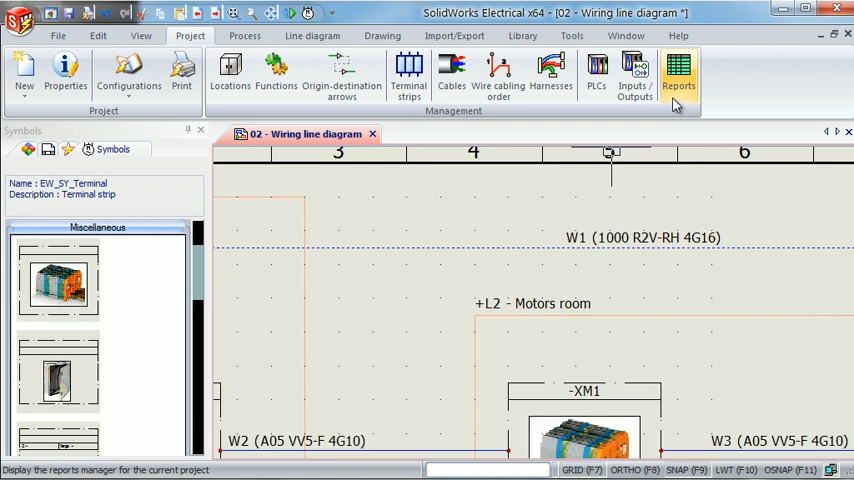 SolidWorks Electrical x64 - [02 - Wiring line diagram *]
File Edit View Project Process Line diagram Drawing Import/Export Library Tools Window Help
New Properties Configurations Print Locations Functions Origin-destination arrows Terminal strips Cables Wire cabling order Harnesses PLCs Inputs / Outputs Reports
Project Management
Symbols
02 - Wiring line diagram
Symbols
Name : EW_SY_Terminal
Description : Terminal strip
Miscellaneous
3 4 5 6
W1 (1000 R2V-RH 4G16)
+L2 - Motors room
-XM1
W2 (A05 VV5-F 4G10)
W3 (A05 VV5-F 4G10)
Display the reports manager for the current project
GRID (F7) ORTHO (F8) SNAP (F9) LWT (F10) OSNAP (F11)